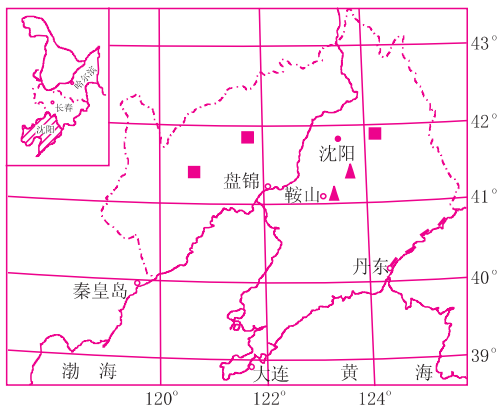 哈尔滨
长春
沈阳
43°
42°
沈阳
盘锦
鞍山
41°
丹东
秦皇岛
40°
39°
渤 海
大连
黄 海
120°
122°
124°